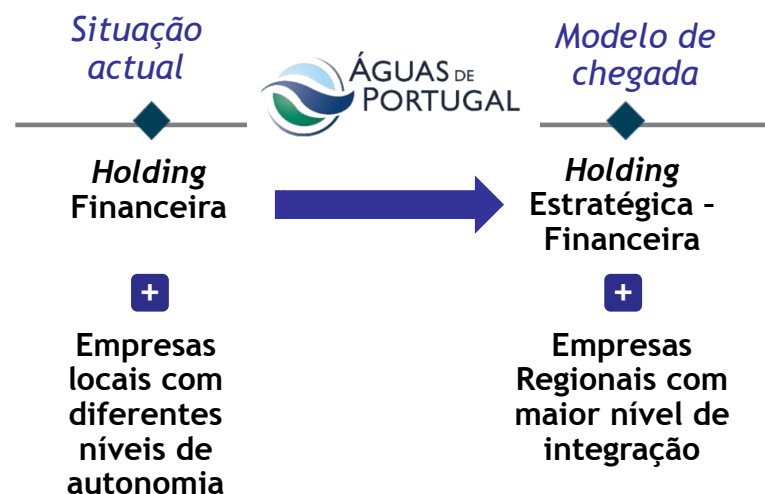 Situação
actual
ÁGUAS DE
PORTUGAL
Modelo de
chegada
Holding
Financeira
Holding
Estratégica –
Financeira
+
+
Empresas
locais com
diferentes
níveis de
autonomia
Empresas
Regionais com
maior nível de
integração